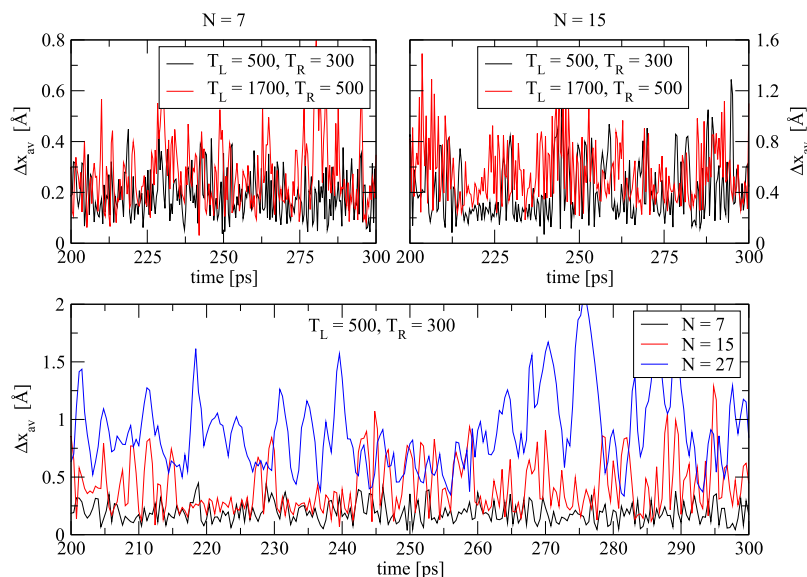 N = 7
N = 15
0.8
0.6
0.4
0.2
0
Δx_av [Å]
T_L = 500, T_R = 300
T_L = 1700, T_R = 500
200
225
250
275
300
time [ps]
T_L = 500, T_R = 300
T_L = 1700, T_R = 500
1.6
1.2
0.8
0.4
0
Δx_av [Å]
200
225
250
275
300
time [ps]
2
1.5
1
0.5
0
Δx_av [Å]
T_L = 500, T_R = 300
N = 7
N = 15
N = 27
200
210
220
230
240
250
260
270
280
290
300
time [ps]